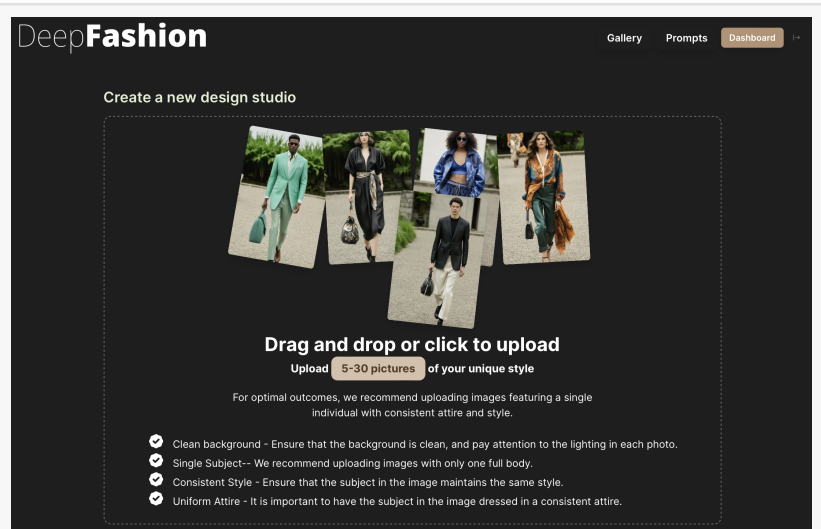 DeepFashion
Gallery Prompts Dashboard
Create a new design studio
Drag and drop or click to upload
Upload 5-30 pictures of your unique style
For optimal outcomes, we recommend uploading images featuring a single
individual with consistent attire and style.
Clean background - Ensure that the background is clean, and pay attention to the lighting in each photo.
Single Subject-- We recommend uploading images with only one full body.
Consistent Style - Ensure that the subject in the image maintains the same style.
Uniform Attire - It is important to have the subject in the image dressed in a consistent attire.